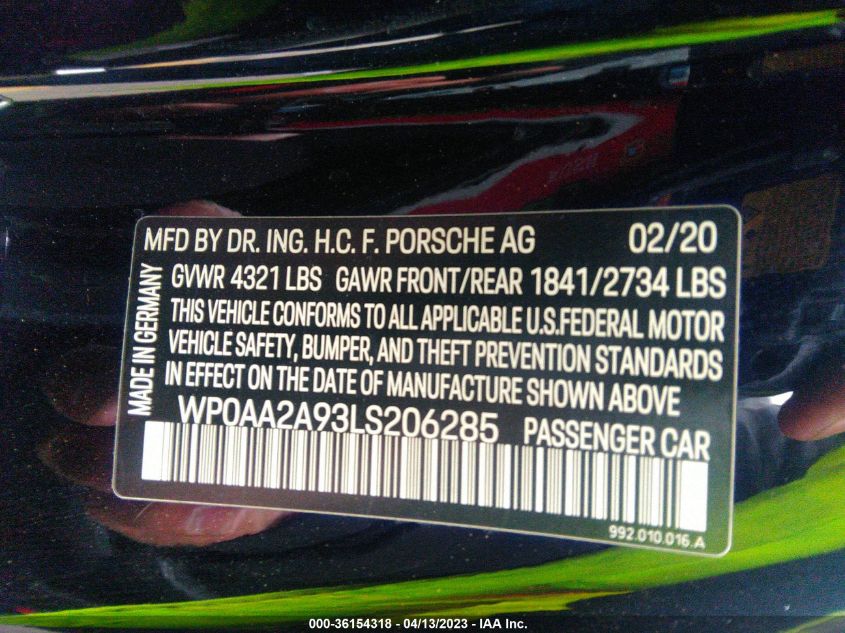 MFD BY DR. ING. H.C. F. PORSCHE AG 02/20
GVWR 4321 LBS GAWR FRONT/REAR 1841/2734 LBS
THIS VEHICLE CONFORMS TO ALL APPLICABLE U.S.FEDERAL MOTOR
VEHICLE SAFETY, BUMPER, AND THEFT PREVENTION STANDARDS
IN EFFECT ON THE DATE OF MANUFACTURE SHOWN ABOVE
MADE IN GERMANY
WP0AA2A93LS206285 PASSENGER CAR
992.010.016.A
000-36154318 - 04/13/2023 - IAA Inc.